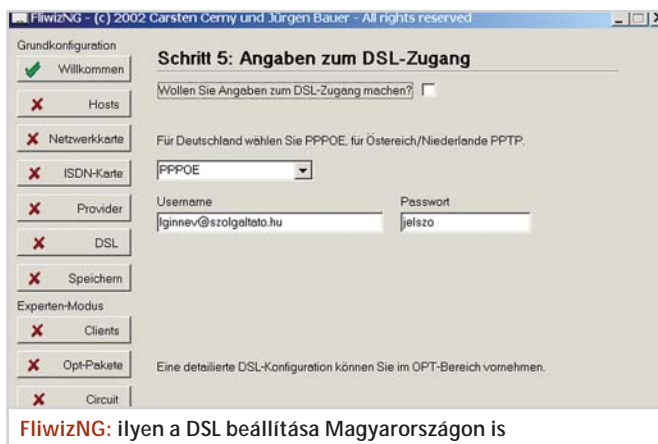 FliwizNG - (c) 2002 Carsten Cerny und Jürgen Bauer - All rights reserved
Grundkonfiguration
Willkommen
Hosts
Netzwerkkarte
ISDN-Karte
Provider
DSL
Speichern
Experten-Modus
Clients
Opt-Pakete
Circuit
Schritt 5: Angaben zum DSL-Zugang
Wollen Sie Angaben zum DSL-Zugang machen?
Für Deutschland wählen Sie PPPOE, für Östereich/Niederlande PPTP.
PPPOE
Username
Passwort
lginnev@szolgaltato.hu
jelszo
Eine detailierte DSL-Konfiguration können Sie im OPT-Bereich vornehmen.
FliwizNG: ilyen a DSL beállítása Magyarországon is